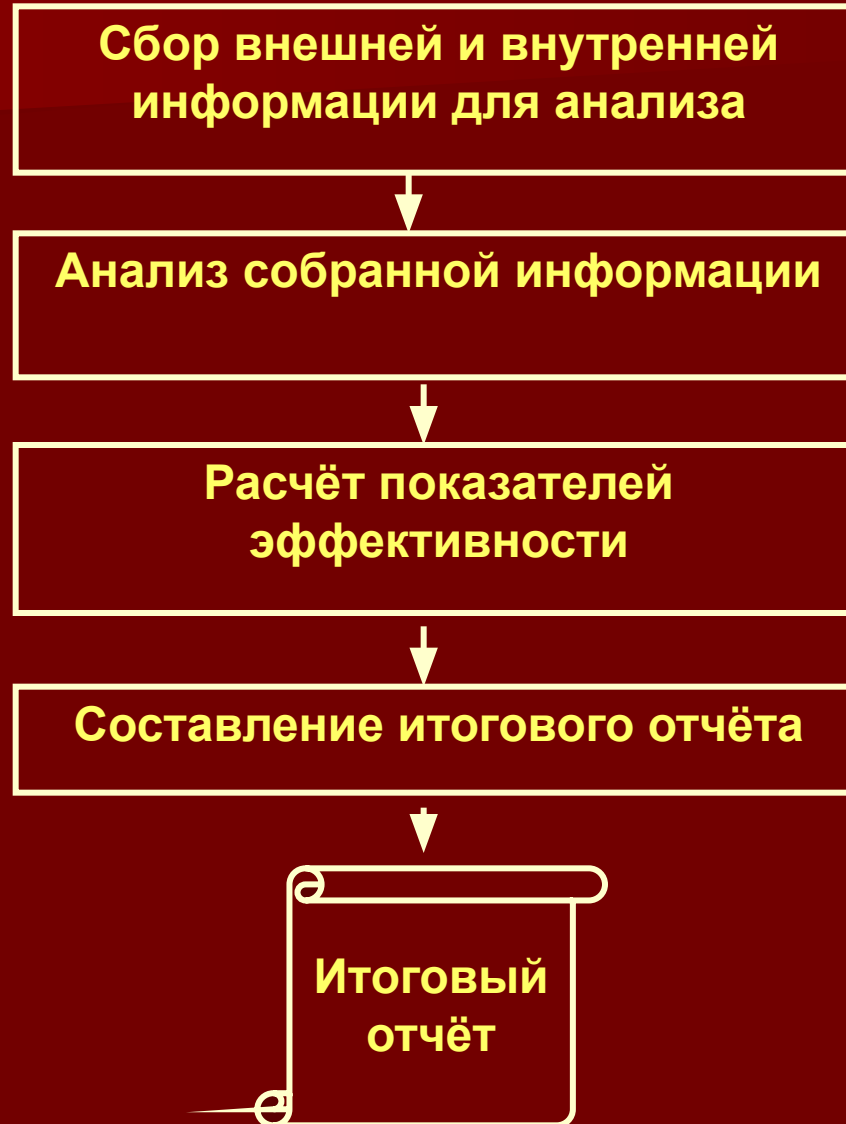 Сбор внешней и внутренней
информации для анализа
Анализ собранной информации
Расчёт показателей
эффективности
Составление итогового отчёта
Итоговый
отчёт